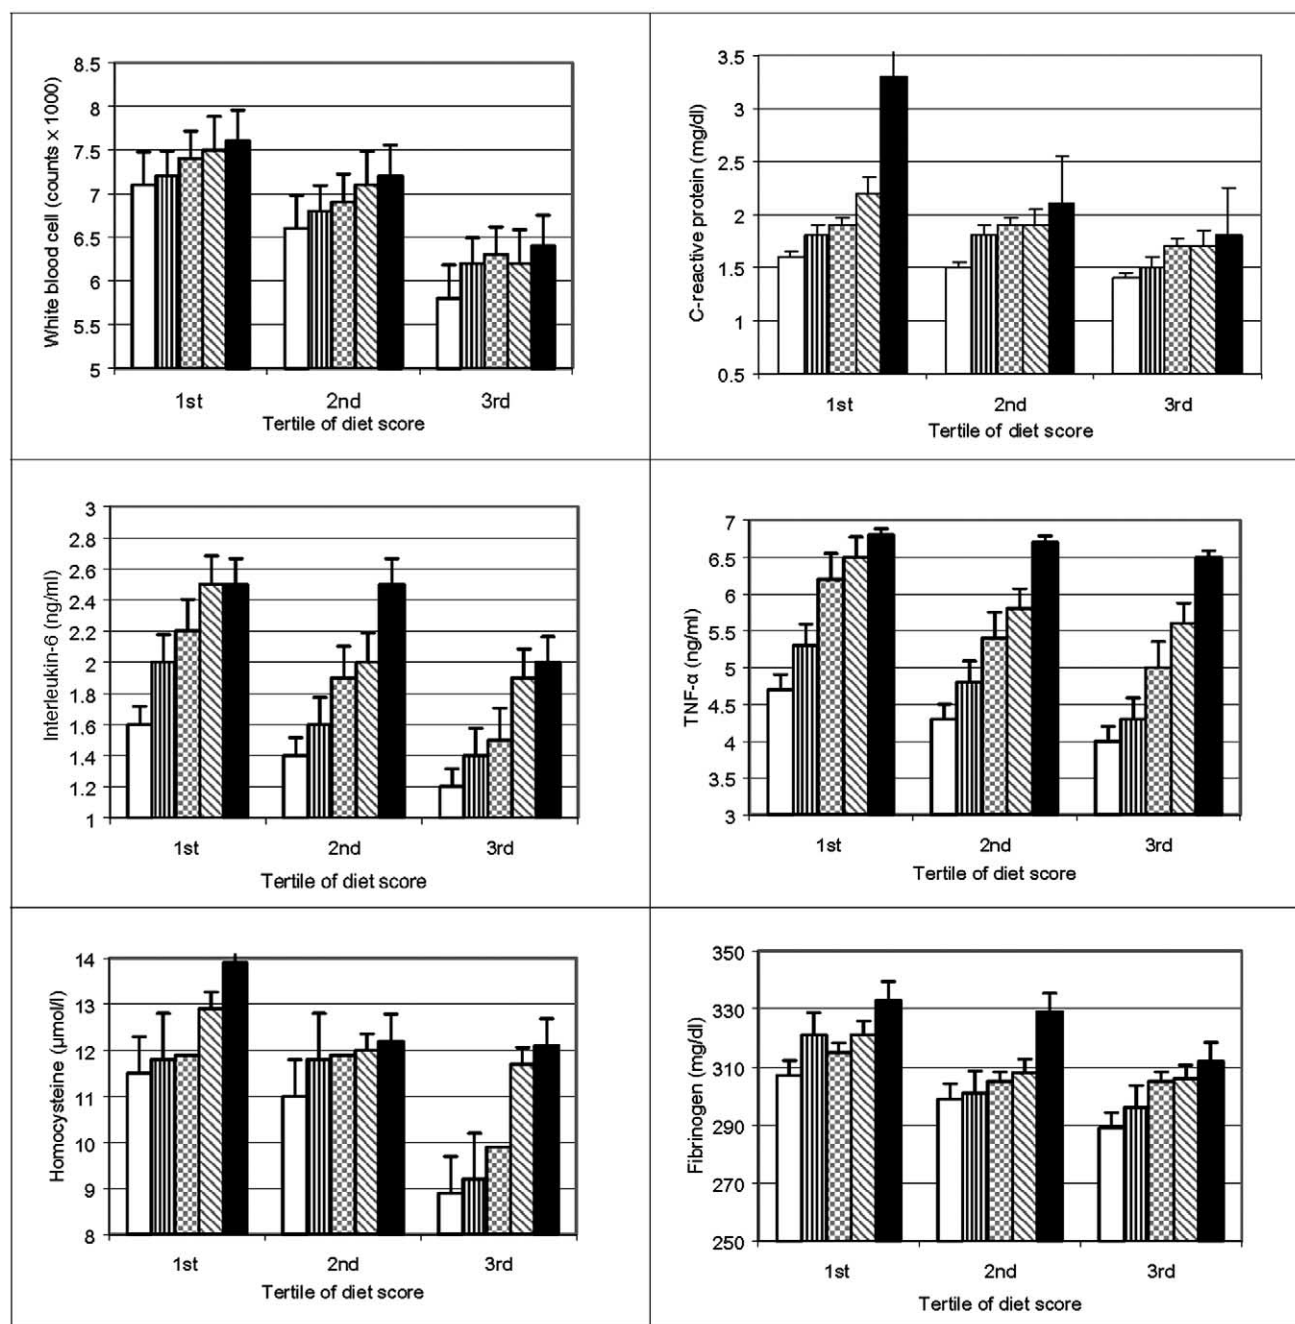 White blood cell (counts x 1000)
8.5
8
7.5
7
6.5
6
5.5
5
1st 2nd 3rd
Tertile of diet score
C-reactive protein (mg/dl)
3.5
3
2.5
2
1.5
1
0.5
1st 2nd 3rd
Tertile of diet score
Interleukin-6 (ng/ml)
3
2.8
2.6
2.4
2.2
2
1.8
1.6
1.4
1.2
1
1st 2nd 3rd
Tertile of diet score
TNF-α (ng/ml)
7
6.5
6
5.5
5
4.5
4
3.5
3
1st 2nd 3rd
Tertile of diet score
Homocysteine (μmol/l)
14
13
12
11
10
9
8
1st 2nd 3rd
Tertile of diet score
Fibrinogen (mg/dl)
350
330
310
290
270
250
1st 2nd 3rd
Tertile of diet score